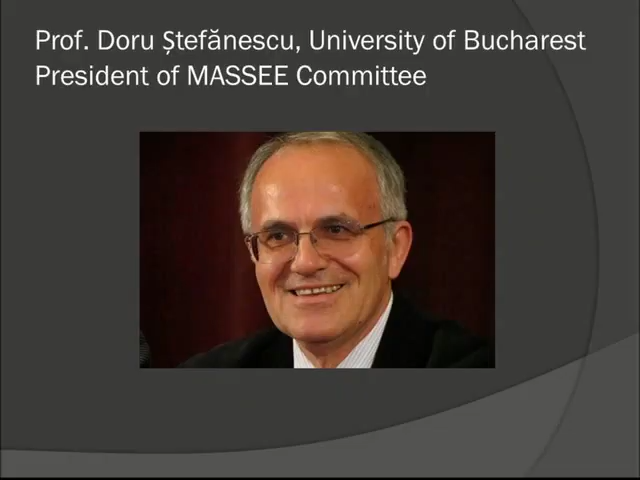 Prof. Doru Ștefănescu, University of Bucharest
President of MASSEE Committee